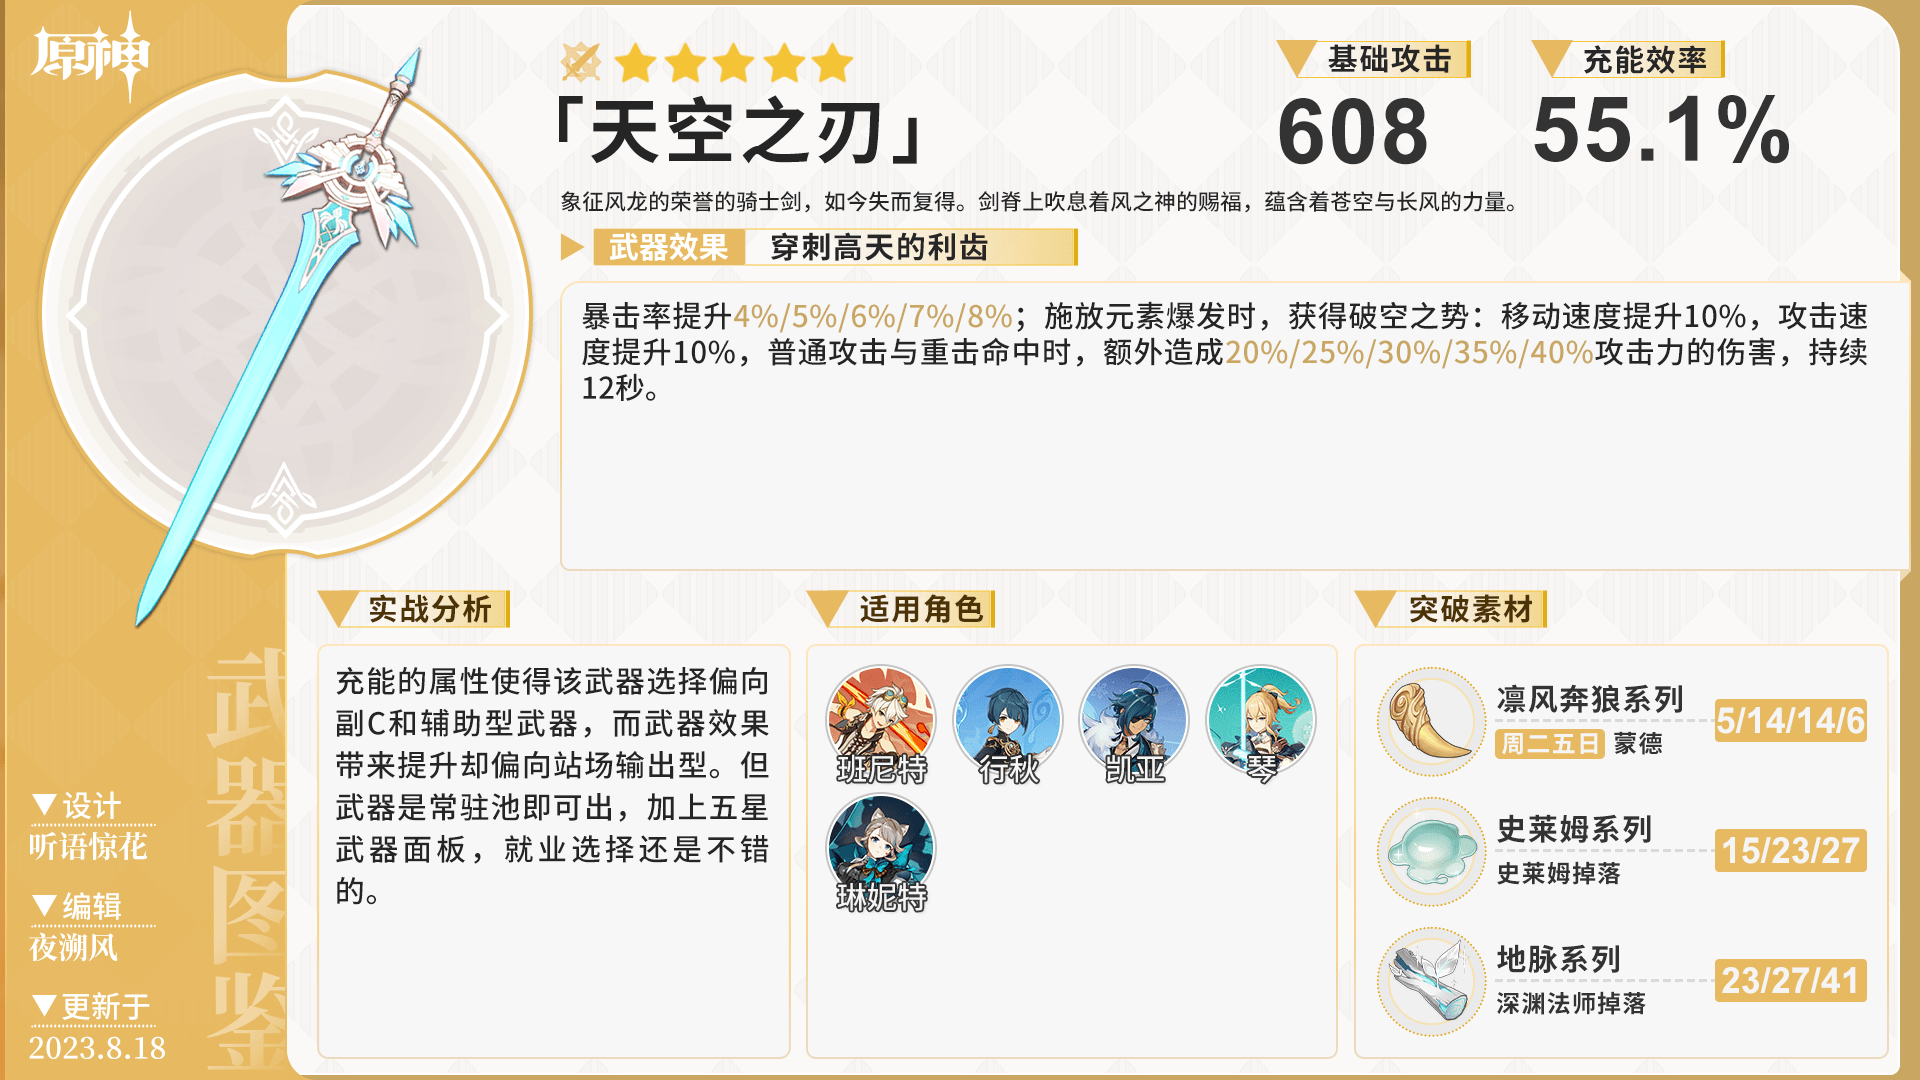 原神
「天空之刃」
基础攻击
608
充能效率
55.1%
象征风龙的荣誉的骑士剑，如今失而复得。剑脊上吹息着风之神的赐福，蕴含着苍空与长风的力量。
武器效果 穿刺高天的利齿
暴击率提升4%/5%/6%/7%/8%；施放元素爆发时，获得破空之势：移动速度提升10%，攻击速
度提升10%，普通攻击与重击命中时，额外造成20%/25%/30%/35%/40%攻击力的伤害，持续
12秒。
实战分析
充能的属性使得该武器选择偏向
副C和辅助型武器，而武器效果
带来提升却偏向站场输出型。但
武器是常驻池即可出，加上五星
武器面板，就业选择还是不错
的。
适用角色
班尼特
行秋
凯亚
琴
琳妮特
突破素材
凛风奔狼系列
周二五日 蒙德
5/14/14/6
史莱姆系列
史莱姆掉落
15/23/27
地脉系列
深渊法师掉落
23/27/41
武器图鉴
▼设计
听语惊花
▼编辑
夜溯风
▼更新于
2023.8.18